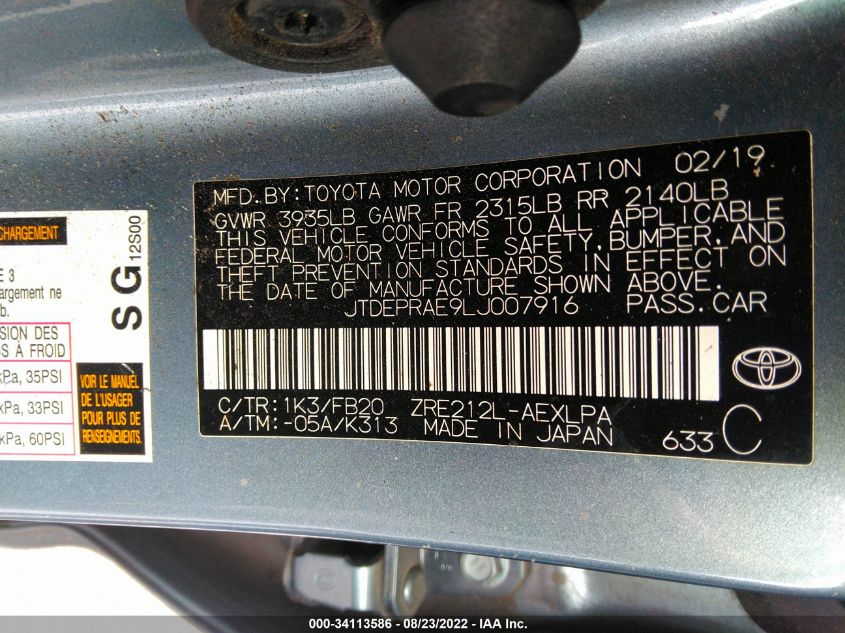 MFD.BY:TOYOTA MOTOR CORPORATION 02/19
GVWR 3935LB GAWR FR 2315LB RR 2140LB
THIS VEHICLE CONFORMS TO ALL APPLICABLE
FEDERAL MOTOR VEHICLE SAFETY,BUMPER,AND
THEFT PREVENTION STANDARDS IN EFFECT ON
THE DATE OF MANUFACTURE SHOWN ABOVE.
JTDEPRAE9LJ007916 PASS.CAR
C/TR:1K3/FB20 ZRE212L-AEXLPA
A/TM:-05A/K313 MADE IN JAPAN 633 C
CHARGEMENT
E 3
argement ne
b.
SION DES
S À FROID
kPa, 35PSI
kPa, 33PSI
kPa, 60PSI
VOIR LE MANUEL
DE L'USAGER
POUR PLUS DE
RENSEIGNEMENTS.
SG 12S00
000-34113586 / 08/23/2022 - IAA Inc.